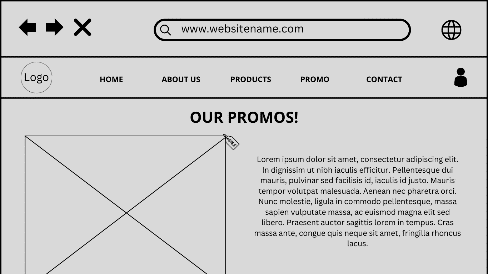 www.websitename.com
Logo
HOME
ABOUT US
PRODUCTS
PROMO
CONTACT
OUR PROMOS!
Lorem ipsum dolor sit amet, consectetur adipiscing elit.
In dignissim ut nibh iaculis efficitur. Pellentesque dui
mauris, pulvinar sed facilisis id, iaculis id justo. Mauris
tempor volutpat malesuada. Aenean nec pharetra orci.
Nunc molestie, ligula in commodo pellentesque, massa
sapien vulputate massa, ac euismod magna elit sed
libero. Praesent auctor sagittis lorem in tempus. Cras
massa ante, congue quis neque sit amet, fringilla rhoncus
lacus.